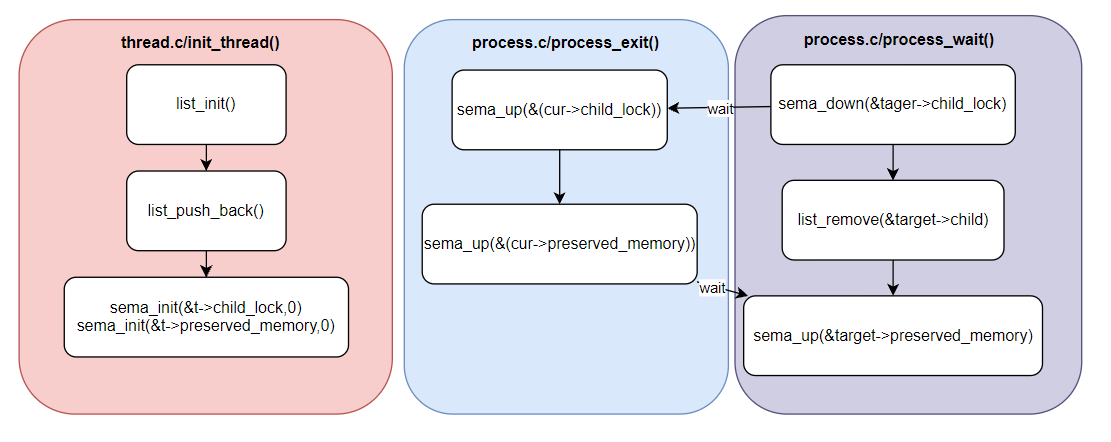 thread.c/init_thread()
list_init()
list_push_back()
sema_init(&t->child_lock,0)
sema_init(&t->preserved_memory,0)
process.c/process_exit()
sema_up(&(cur->child_lock))
sema_up(&(cur->preserved_memory))
wait
wait
process.c/process_wait()
sema_down(&tager->child_lock)
list_remove(&target->child)
sema_up(&target->preserved_memory)